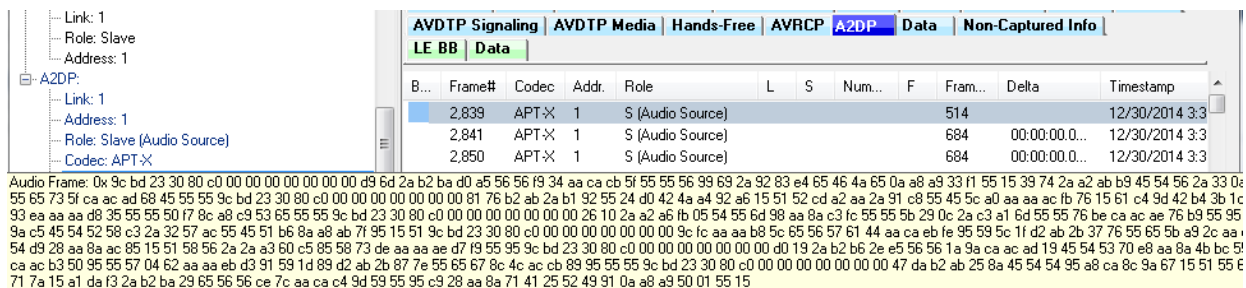 Link: 1
Role: Slave
Address: 1
A2DP:
Link: 1
Address: 1
Role: Slave (Audio Source)
Codec: APT-X
AVDTP Signaling AVDTP Media Hands-Free AVRCP A2DP Data Non-Captured Info
LE BB Data
B... Frame# Codec Addr. Role L S Num... F Fram... Delta Timestamp
2,839 APT-X 1 S (Audio Source) 514 12/30/2014 3:3
2,841 APT-X 1 S (Audio Source) 684 00:00:00.0... 12/30/2014 3:3
2,850 APT-X 1 S (Audio Source) 684 00:00:00.0... 12/30/2014 3:3
Audio Frame: 0x 9c bd 23 30 80 c0 00 00 00 00 00 00 00 d9 6d 2a b2 ba d0 a5 56 56 f9 34 aa ca cb 5f 55 55 56 99 69 2a 92 83 e4 65 46 4a 65 0a a8 a9 33 f1 55 15 39 74 2a a2 ab b9 45 54 56 2a 33 0a
55 65 73 5f ca ac ad 68 45 55 55 9c bd 23 30 80 c0 00 00 00 00 00 00 00 81 76 b2 ab 2a b1 92 55 24 d0 42 4a a4 92 a6 15 51 52 cd a2 aa 2a 91 c8 55 45 5c a0 aa aa ac fb 76 15 61 c4 9d 42 b4 3b 1c
93 ea aa aa d8 35 55 55 50 f7 8c a8 c9 53 65 55 55 9c bd 23 30 80 c0 00 00 00 00 00 00 00 26 10 2a a2 a6 fb 05 54 55 6d 98 aa 8a c3 fc 55 55 5b 29 0c 2a c3 a1 6d 55 55 76 be ca ac ae 76 b9 55 95
9a c5 45 54 52 58 c3 2a 32 57 ac 55 45 51 b6 8a a8 ab 7f 95 15 51 9c bd 23 30 80 c0 00 00 00 00 00 00 00 9c fc aa aa b8 5c 65 56 57 61 44 aa ca eb fe 95 59 5c 1f d2 ab 2b 37 76 55 65 5b a9 2c aa
54 d9 28 aa 8a ac 85 15 51 58 56 2a 2a a3 60 c5 85 58 73 de aa aa ae d7 f9 55 95 9c bd 23 30 80 c0 00 00 00 00 00 00 00 d0 19 2a b2 b6 2e e5 56 56 1a 9a ca ac ad 19 45 54 53 70 e8 aa 8a 4b bc 55
ca ac b3 50 95 55 57 04 62 aa aa eb d3 91 59 1d 89 d2 ab 2b 87 7e 55 65 67 8c 4c ac cb 89 95 55 55 9c bd 23 30 80 c0 00 00 00 00 00 00 00 47 da b2 ab 25 8a 45 54 54 95 a8 ca 8c 9a 67 15 51 55
71 7a 15 a1 da f3 2a b2 ba 29 65 56 56 ce 7c aa ca c4 9d 59 55 95 c9 28 aa 8a 71 41 25 52 49 91 0a a8 a9 50 01 55 15